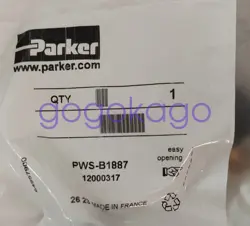 Parker
www.parker.com
QTY 1
gogokago
PWS-B1887
12000317
easy
opening
MADE IN FRANCE